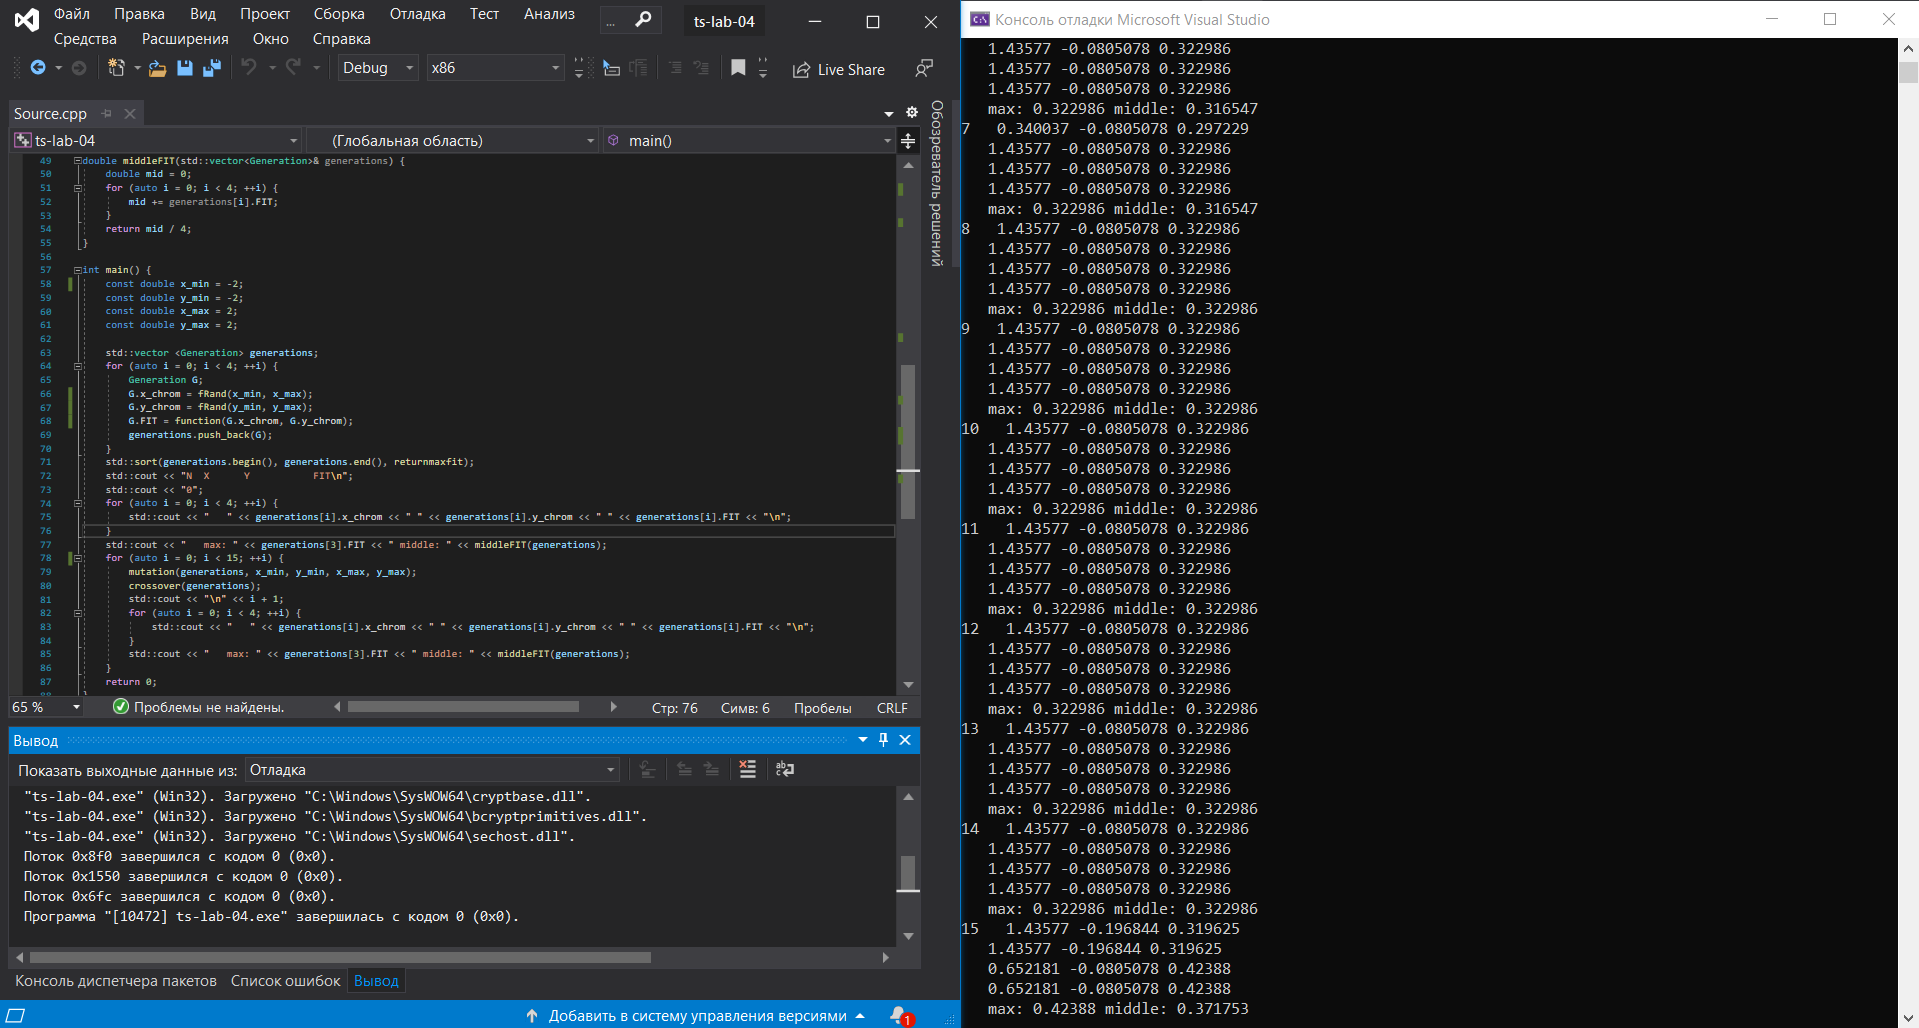 Файл Правка Вид Проект Сборка Отладка Тест Анализ ... ts-lab-04
Средства Расширения Окно Справка
Debug x86 Live Share
Source.cpp
ts-lab-04 (Глобальная область) main()
49 double middleFIT(std::vector<Generation>& generations) {
50 double mid = 0;
51 for (auto i = 0; i < 4; ++i) {
52 mid += generations[i].FIT;
53 }
54 return mid / 4;
55 }
56
57 int main() {
58 const double x_min = -2;
59 const double y_min = -2;
60 const double x_max = 2;
61 const double y_max = 2;
62
63 std::vector <Generation> generations;
64 for (auto i = 0; i < 4; ++i) {
65 Generation G;
66 G.x_chrom = fRand(x_min, x_max);
67 G.y_chrom = fRand(y_min, y_max);
68 G.FIT = function(G.x_chrom, G.y_chrom);
69 generations.push_back(G);
70 }
71 std::sort(generations.begin(), generations.end(), returnmaxfit);
72 std::cout << "N  X      Y           FIT\n";
73 std::cout << "0";
74 for (auto i = 0; i < 4; ++i) {
75 std::cout << "   " << generations[i].x_chrom << " " << generations[i].y_chrom << " " << generations[i].FIT << "\n";
76 }
77 std::cout << "   max: " << generations[3].FIT << " middle: " << middleFIT(generations);
78 for (auto i = 0; i < 15; ++i) {
79 mutation(generations, x_min, y_min, x_max, y_max);
80 crossover(generations);
81 std::cout << "\n" << i + 1;
82 for (auto i = 0; i < 4; ++i) {
83 std::cout << "   " << generations[i].x_chrom << " " << generations[i].y_chrom << " " << generations[i].FIT << "\n";
84 }
85 std::cout << "   max: " << generations[3].FIT << " middle: " << middleFIT(generations);
86 }
87 return 0;
88 }
65 % Проблемы не найдены. Стр: 76 Симв: 6 Пробелы CRLF
Обозреватель решений
Вывод
Показать выходные данные из: Отладка
"ts-lab-04.exe" (Win32). Загружено "C:\Windows\SysWOW64\cryptbase.dll".
"ts-lab-04.exe" (Win32). Загружено "C:\Windows\SysWOW64\bcryptprimitives.dll".
"ts-lab-04.exe" (Win32). Загружено "C:\Windows\SysWOW64\sechost.dll".
Поток 0x8f0 завершился с кодом 0 (0x0).
Поток 0x1550 завершился с кодом 0 (0x0).
Поток 0x6fc завершился с кодом 0 (0x0).
Программа "[10472] ts-lab-04.exe" завершилась с кодом 0 (0x0).
Консоль диспетчера пакетов Список ошибок Вывод
Добавить в систему управления версиями 1
Консоль отладки Microsoft Visual Studio
1.43577 -0.0805078 0.322986
1.43577 -0.0805078 0.322986
1.43577 -0.0805078 0.322986
max: 0.322986 middle: 0.316547
7 0.340037 -0.0805078 0.297229
1.43577 -0.0805078 0.322986
1.43577 -0.0805078 0.322986
1.43577 -0.0805078 0.322986
max: 0.322986 middle: 0.316547
8 1.43577 -0.0805078 0.322986
1.43577 -0.0805078 0.322986
1.43577 -0.0805078 0.322986
1.43577 -0.0805078 0.322986
max: 0.322986 middle: 0.322986
9 1.43577 -0.0805078 0.322986
1.43577 -0.0805078 0.322986
1.43577 -0.0805078 0.322986
1.43577 -0.0805078 0.322986
max: 0.322986 middle: 0.322986
10 1.43577 -0.0805078 0.322986
1.43577 -0.0805078 0.322986
1.43577 -0.0805078 0.322986
1.43577 -0.0805078 0.322986
max: 0.322986 middle: 0.322986
11 1.43577 -0.0805078 0.322986
1.43577 -0.0805078 0.322986
1.43577 -0.0805078 0.322986
1.43577 -0.0805078 0.322986
max: 0.322986 middle: 0.322986
12 1.43577 -0.0805078 0.322986
1.43577 -0.0805078 0.322986
1.43577 -0.0805078 0.322986
1.43577 -0.0805078 0.322986
max: 0.322986 middle: 0.322986
13 1.43577 -0.0805078 0.322986
1.43577 -0.0805078 0.322986
1.43577 -0.0805078 0.322986
1.43577 -0.0805078 0.322986
max: 0.322986 middle: 0.322986
14 1.43577 -0.0805078 0.322986
1.43577 -0.0805078 0.322986
1.43577 -0.0805078 0.322986
1.43577 -0.0805078 0.322986
max: 0.322986 middle: 0.322986
15 1.43577 -0.196844 0.319625
1.43577 -0.196844 0.319625
0.652181 -0.0805078 0.42388
0.652181 -0.0805078 0.42388
max: 0.42388 middle: 0.371753